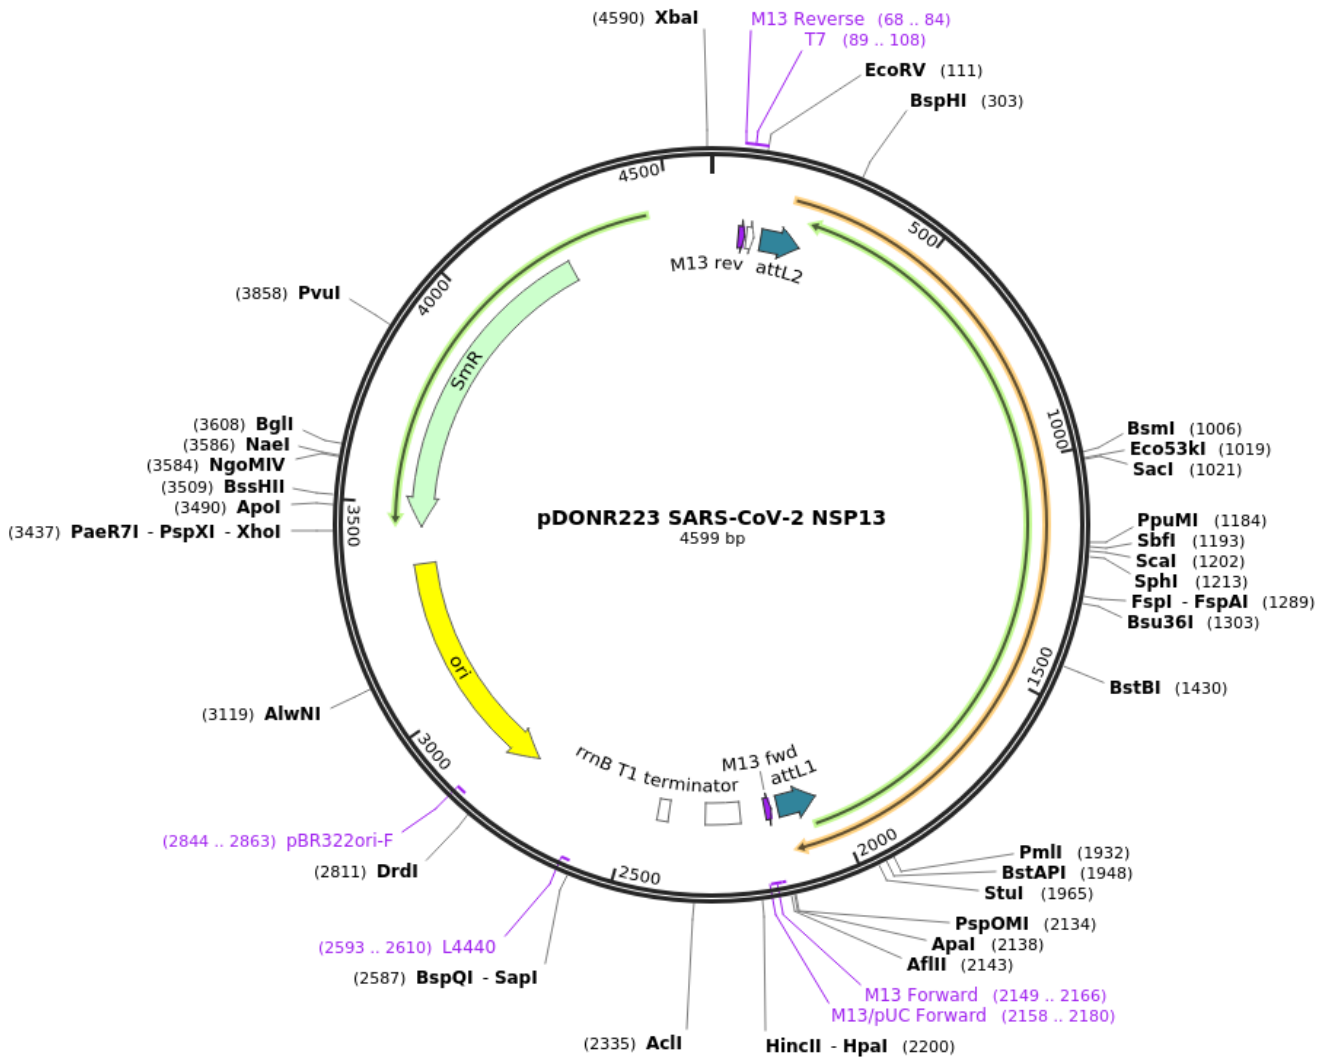 (4590) XbaI
M13 Reverse (68 .. 84)
T7 (89 .. 108)
EcoRV (111)
BspHI (303)
4500
500
M13 rev
attL2
4000
(3858) PvuI
SmR
1000
BsmI (1006)
Eco53kI (1019)
SacI (1021)
(3608) BglI
(3586) NaeI
(3584) NgoMIV
(3509) BssHII
(3490) ApoI
(3437) PaeR7I - PspXI - XhoI
3500
pDONR223 SARS-CoV-2 NSP13
4599 bp
PpuMI (1184)
SbfI (1193)
ScaI (1202)
SphI (1213)
FspI - FspAI (1289)
Bsu36I (1303)
1500
BstBI (1430)
ori
(3119) AlwNI
3000
rrnB T1 terminator
M13 fwd
attL1
(2844 .. 2863) pBR322ori-F
(2811) DrdI
2500
2000
PmlI (1932)
BstAPI (1948)
StuI (1965)
PspOMI (2134)
ApaI (2138)
AflII (2143)
(2593 .. 2610) L4440
(2587) BspQI - SapI
M13 Forward (2149 .. 2166)
M13/pUC Forward (2158 .. 2180)
(2335) AclI
HincII - HpaI (2200)